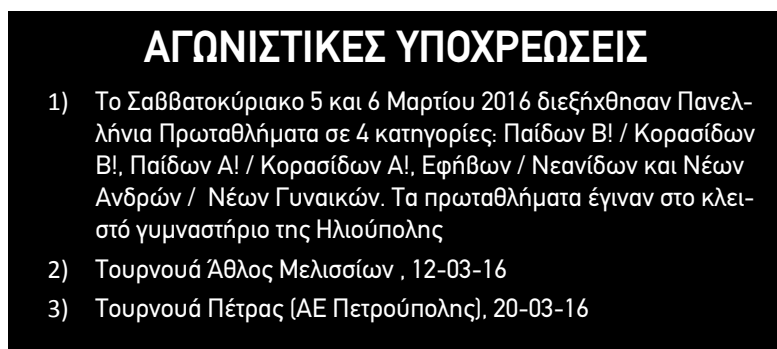 ΑΓΩΝΙΣΤΙΚΕΣ ΥΠΟΧΡΕΩΣΕΙΣ
1) Το Σαββατοκύριακο 5 και 6 Μαρτίου 2016 διεξήχθησαν Πανελ-
λήνια Πρωταθλήματα σε 4 κατηγορίες: Παίδων Β! / Κορασίδων
Β!, Παίδων Α! / Κορασίδων Α!, Εφήβων / Νεανίδων και Νέων
Ανδρών / Νέων Γυναικών. Τα πρωταθλήματα έγιναν στο κλει-
στό γυμναστήριο της Ηλιούπολης
2) Τουρνουά Άθλος Μελισσίων , 12-03-16
3) Τουρνουά Πέτρας (ΑΕ Πετρούπολης), 20-03-16